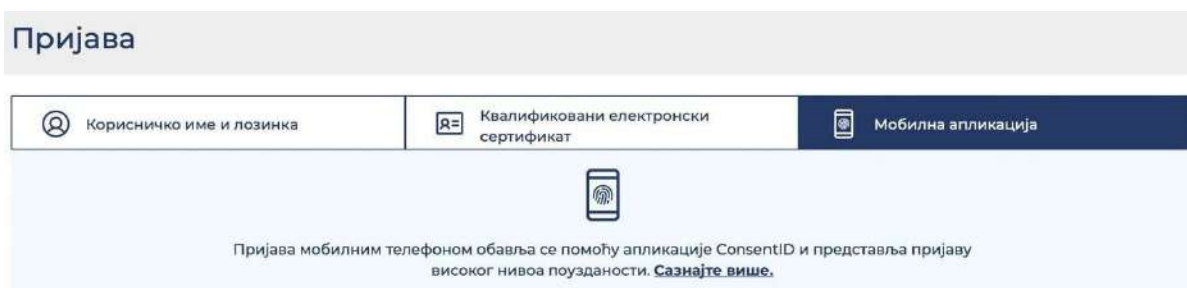 Пријава
Корисничко име и лозинка
Квалификовани електронски
сертификат
Мобилна апликација
Пријава мобилним телефоном обавља се помоћу апликације ConsentID и представља пријаву
високог нивоа поузданости. Сазнајте више.